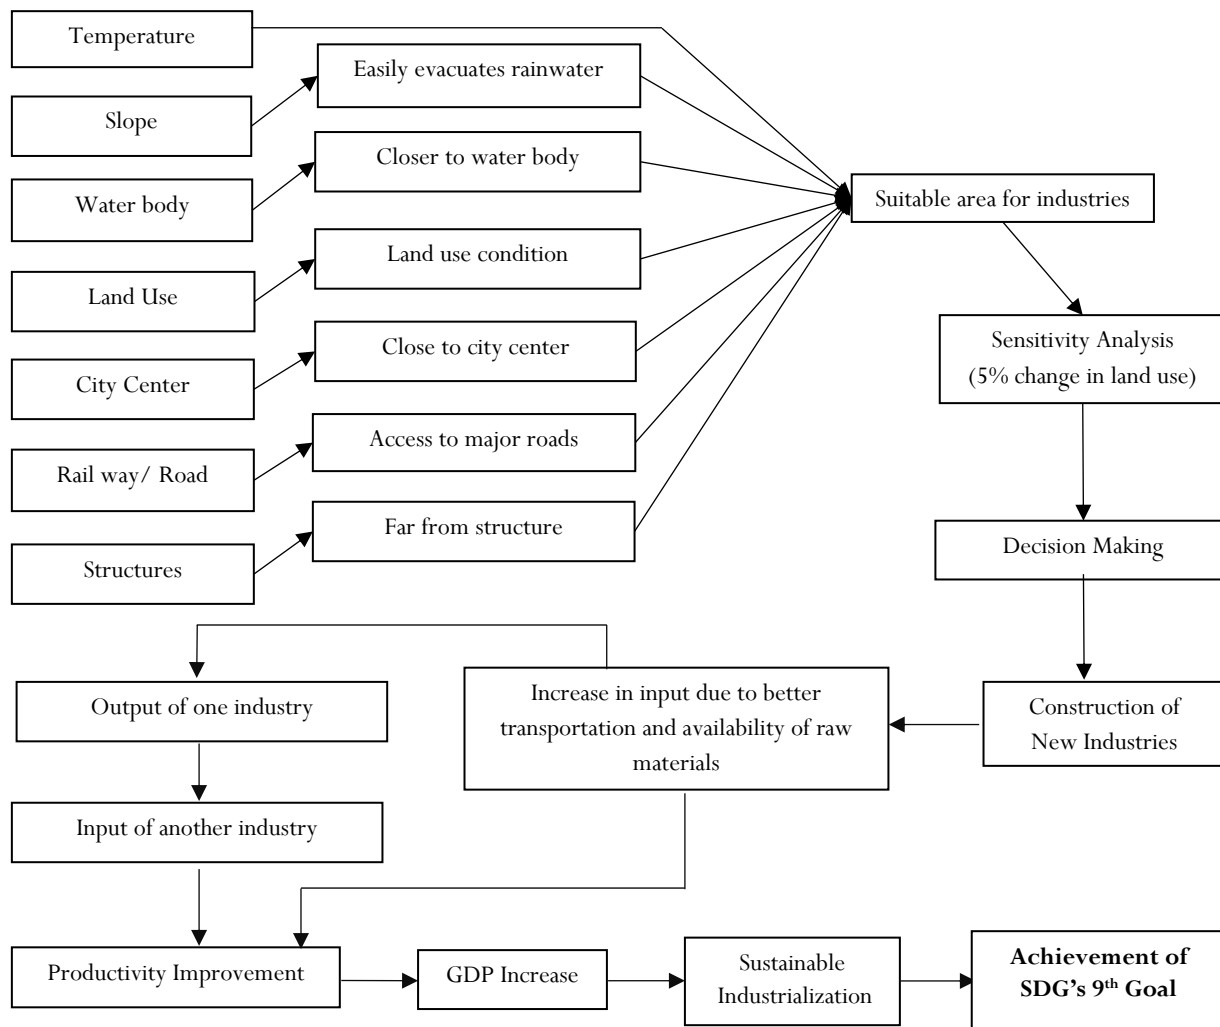 Temperature
Easily evacuates rainwater
Slope
Closer to water body
Water body
Suitable area for industries
Land use condition
Land Use
Close to city center
City Center
Sensitivity Analysis
(5% change in land use)
Access to major roads
Rail way/ Road
Far from structure
Structures
Decision Making
Output of one industry
Increase in input due to better
transportation and availability of raw
materials
Construction of
New Industries
Input of another industry
Productivity Improvement
GDP Increase
Sustainable
Industrialization
Achievement of
SDG’s 9th Goal